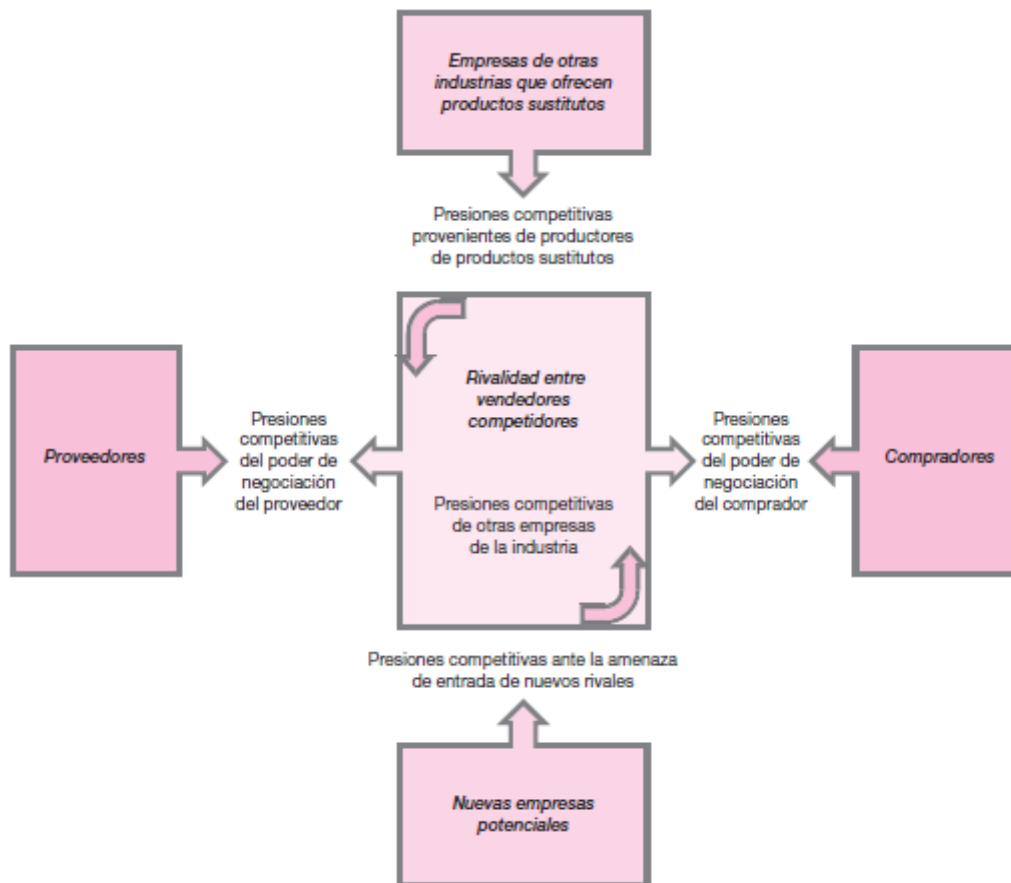 Empresas de otras
industrias que ofrecen
productos sustitutos
Presiones competitivas
provenientes de productores
de productos sustitutos
Proveedores
Presiones
competitivas
del poder de
negociación
del proveedor
Rivalidad entre
vendedores
competidores
Presiones competitivas
de otras empresas
de la industria
Presiones
competitivas
del poder de
negociación
del comprador
Compradores
Presiones competitivas ante la amenaza
de entrada de nuevos rivales
Nuevas empresas
potenciales